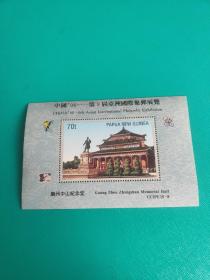 中國'96——第9屆亞洲國際集郵展覽
CHINA'96-9th Asian International Philatelic Exhibition
70t
PAPUA NEW GUINEA
廣州中山紀念堂
Guang Zhou Zhongshan Memorial Hall